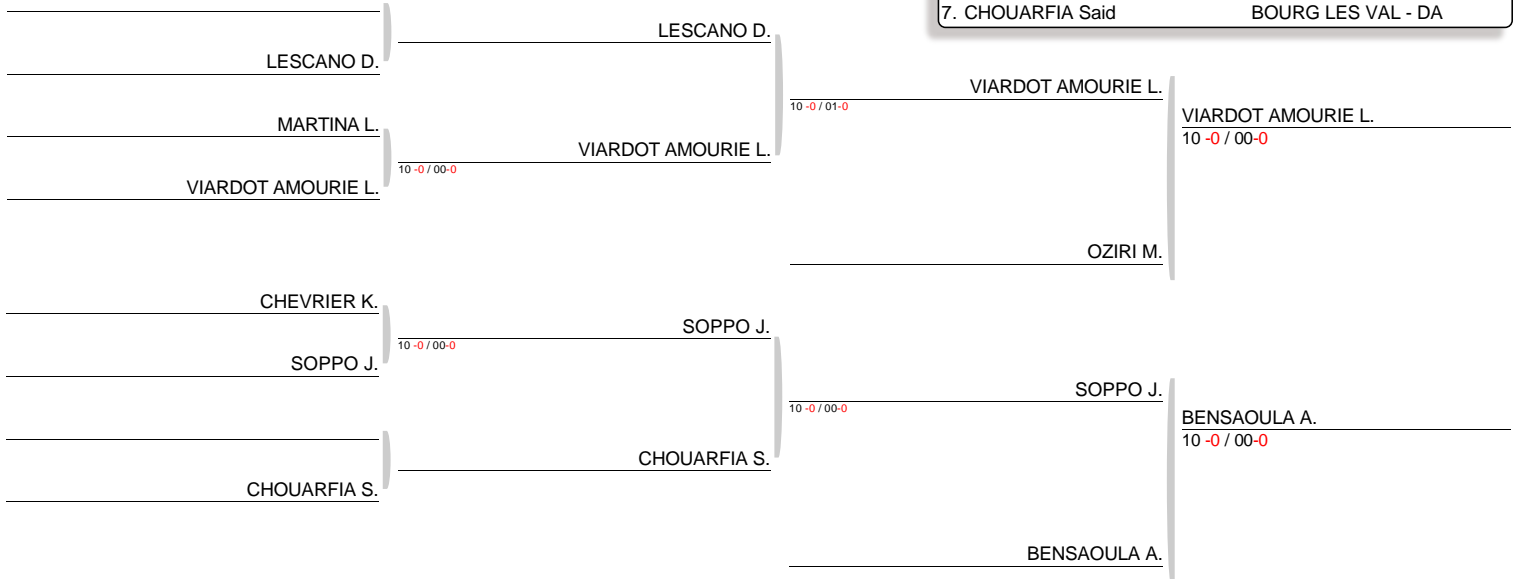 7. CHOUARFIA Said BOURG LES VAL - DA
LESCANO D.
LESCANO D.
VIARDOT AMOURIE L.
10 -0 / 01-0
VIARDOT AMOURIE L.
10 -0 / 00-0
MARTINA L.
VIARDOT AMOURIE L.
10 -0 / 00-0
VIARDOT AMOURIE L.
OZIRI M.
CHEVRIER K.
SOPPO J.
10 -0 / 00-0
SOPPO J.
SOPPO J.
10 -0 / 00-0
BENSAOULA A.
10 -0 / 00-0
CHOUARFIA S.
CHOUARFIA S.
BENSAOULA A.